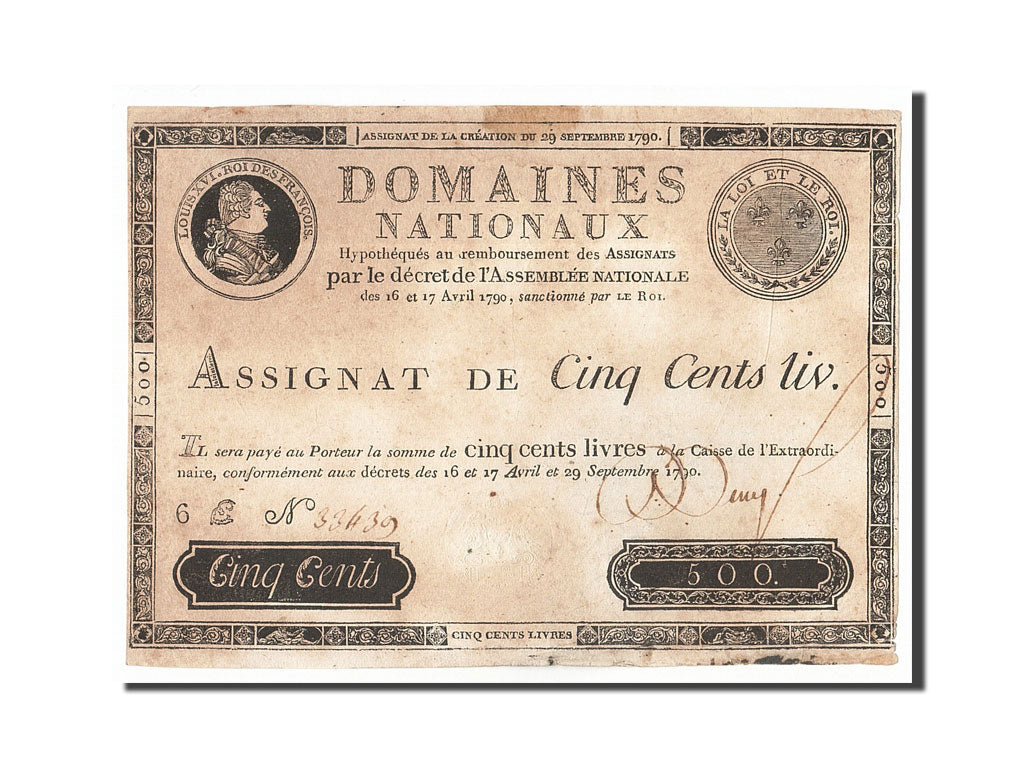 ASSIGNAT DE LA CRÉATION DU 29 SEPTEMBRE 1790.
LOUIS XVI. ROI DES FRANÇOIS.
DOMAINES
NATIONAUX
Hypothéqués au remboursement des ASSIGNATS
par le décret de l'ASSEMBLÉE NATIONALE
des 16 et 17 Avril 1790, sanctionné par LE ROI.
LA LOI ET LE ROI.
500
ASSIGNAT DE Cinq Cents liv.
500
IL sera payé au Porteur la somme de cinq cents livres à la Caisse de l'Extraordi-
naire, conformément aux décrets des 16 et 17 Avril et 29 Septembre 1790.
6 E N 33439
Cinq Cents
500.
CINQ CENTS LIVRES